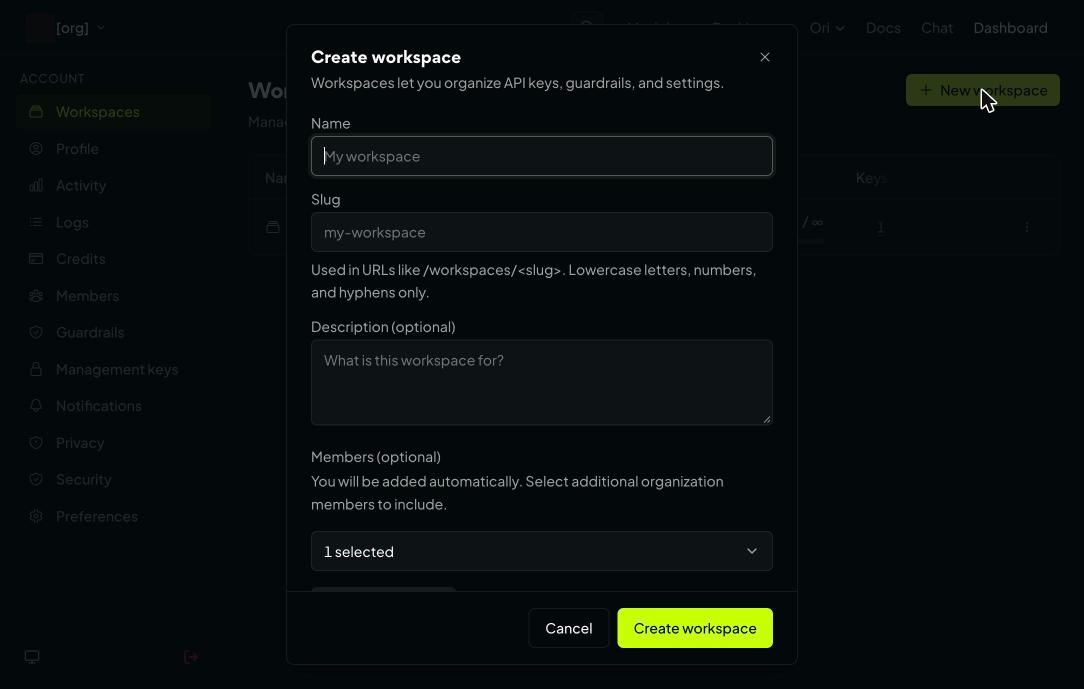 [org]
Ori
Docs
Chat
Dashboard
ACCOUNT
Workspaces
Profile
Activity
Logs
Credits
Members
Guardrails
Management keys
Notifications
Privacy
Security
Preferences
New workspace
Keys
/ ∞
1
Create workspace
Workspaces let you organize API keys, guardrails, and settings.
Name
My workspace
Slug
my-workspace
Used in URLs like /workspaces/<slug>. Lowercase letters, numbers,
and hyphens only.
Description (optional)
What is this workspace for?
Members (optional)
You will be added automatically. Select additional organization
members to include.
1 selected
Cancel
Create workspace